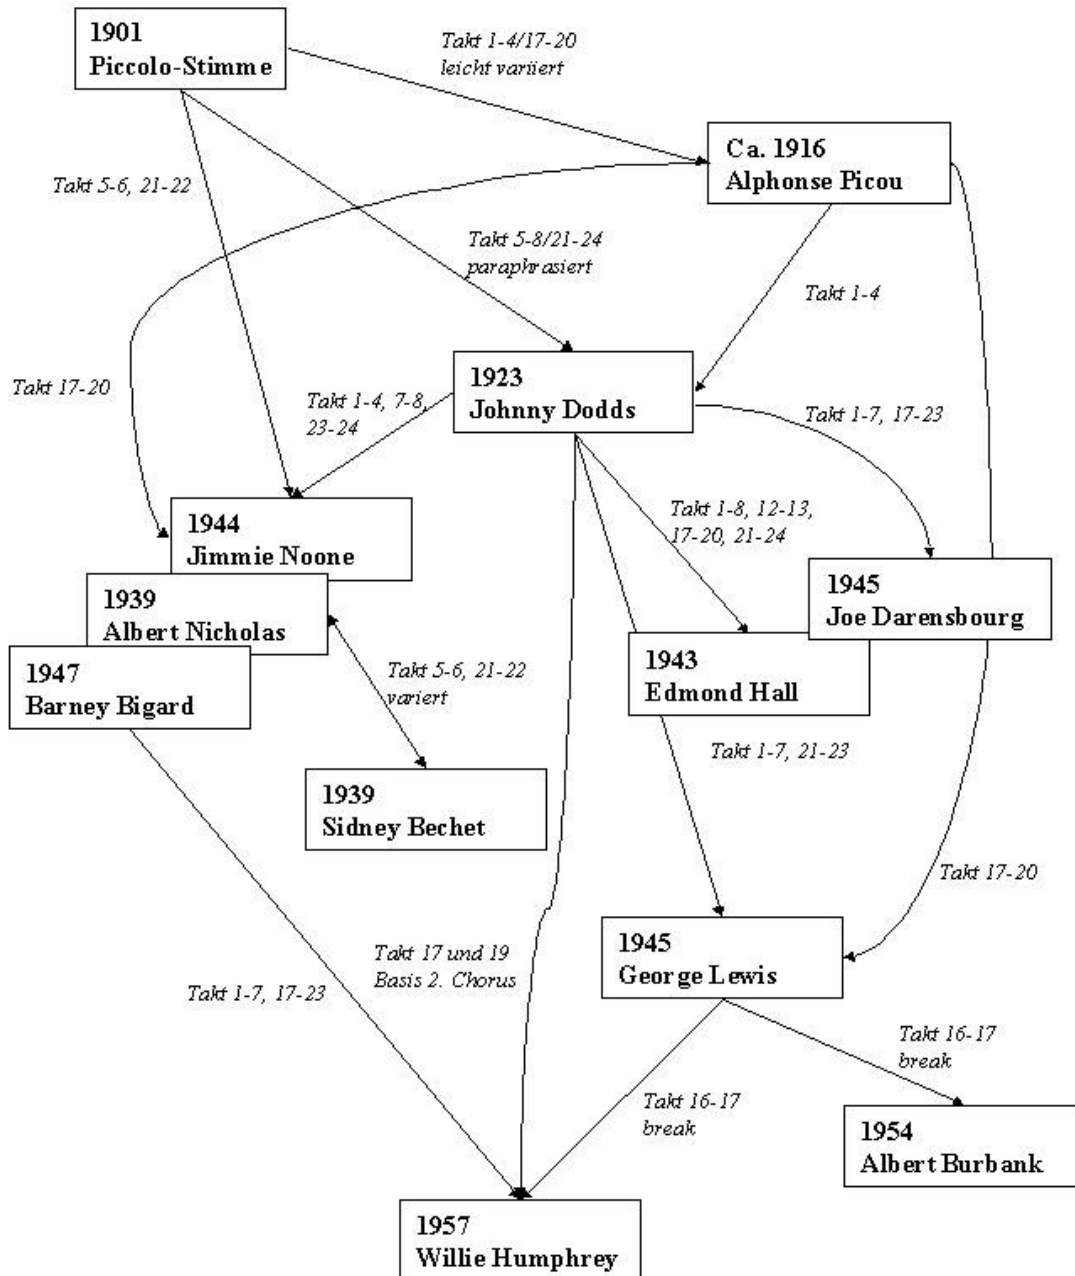 1901
Piccolo-Stimme
Takt 1-4/17-20
leicht variiert
Ca. 1916
Alphonse Picou
Takt 5-6, 21-22
Takt 5-8/21-24
paraphrasiert
Takt 1-4
Takt 17-20
1923
Johnny Dodds
Takt 1-4, 7-8,
23-24
Takt 1-7, 17-23
1944
Jimmie Noone
Takt 1-8, 12-13,
17-20, 21-24
1939
Albert Nicholas
1945
Joe Darensbourg
1947
Barney Bigard
Takt 5-6, 21-22
variert
1943
Edmond Hall
Takt 1-7, 21-23
1939
Sidney Bechet
Takt 17-20
Takt 17 und 19
Basis 2. Chorus
1945
George Lewis
Takt 1-7, 17-23
Takt 16-17
break
Takt 16-17
break
1954
Albert Burbank
1957
Willie Humphrey